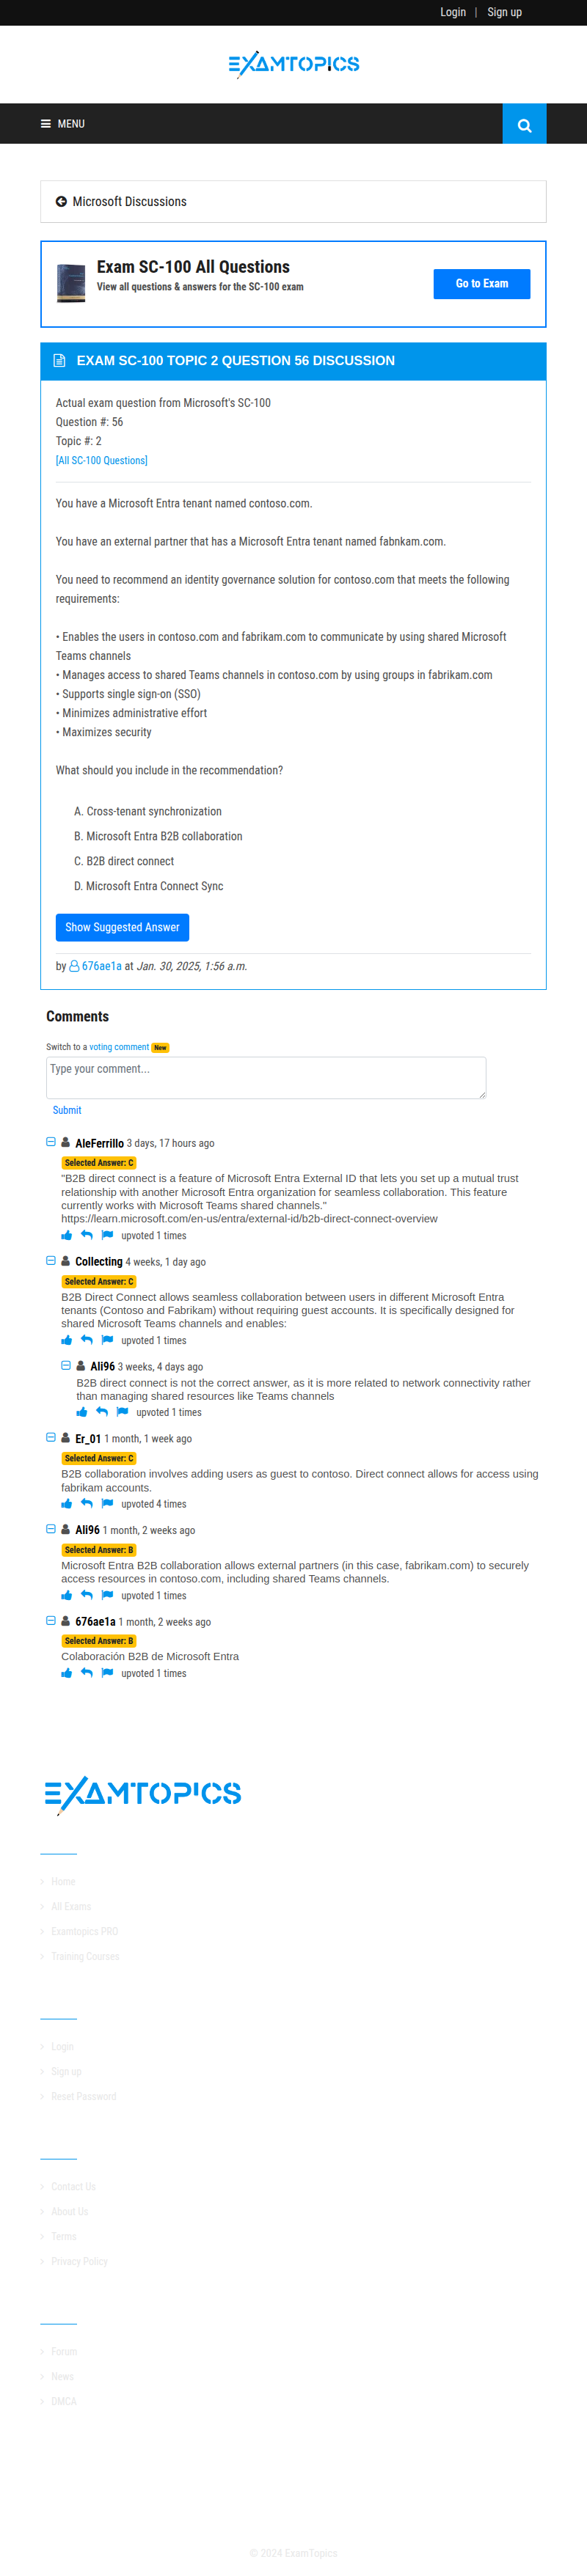 Login | Sign up
EXAMTOPICS
MENU
Microsoft Discussions
Exam SC-100 All Questions
View all questions & answers for the SC-100 exam
Go to Exam
EXAM SC-100 TOPIC 2 QUESTION 56 DISCUSSION
Actual exam question from Microsoft's SC-100
Question #: 56
Topic #: 2
[All SC-100 Questions]
You have a Microsoft Entra tenant named contoso.com.
You have an external partner that has a Microsoft Entra tenant named fabnkam.com.
You need to recommend an identity governance solution for contoso.com that meets the following
requirements:
• Enables the users in contoso.com and fabrikam.com to communicate by using shared Microsoft
Teams channels
• Manages access to shared Teams channels in contoso.com by using groups in fabrikam.com
• Supports single sign-on (SSO)
• Minimizes administrative effort
• Maximizes security
What should you include in the recommendation?
A. Cross-tenant synchronization
B. Microsoft Entra B2B collaboration
C. B2B direct connect
D. Microsoft Entra Connect Sync
Show Suggested Answer
by 676ae1a at Jan. 30, 2025, 1:56 a.m.
Comments
Switch to a voting comment New
Type your comment...
Submit
AleFerrillo 3 days, 17 hours ago
Selected Answer: C
"B2B direct connect is a feature of Microsoft Entra External ID that lets you set up a mutual trust
relationship with another Microsoft Entra organization for seamless collaboration. This feature
currently works with Microsoft Teams shared channels."
https://learn.microsoft.com/en-us/entra/external-id/b2b-direct-connect-overview
upvoted 1 times
Collecting 4 weeks, 1 day ago
Selected Answer: C
B2B Direct Connect allows seamless collaboration between users in different Microsoft Entra
tenants (Contoso and Fabrikam) without requiring guest accounts. It is specifically designed for
shared Microsoft Teams channels and enables:
upvoted 1 times
Ali96 3 weeks, 4 days ago
B2B direct connect is not the correct answer, as it is more related to network connectivity rather
than managing shared resources like Teams channels
upvoted 1 times
Er_01 1 month, 1 week ago
Selected Answer: C
B2B collaboration involves adding users as guest to contoso. Direct connect allows for access using
fabrikam accounts.
upvoted 4 times
Ali96 1 month, 2 weeks ago
Selected Answer: B
Microsoft Entra B2B collaboration allows external partners (in this case, fabrikam.com) to securely
access resources in contoso.com, including shared Teams channels.
upvoted 1 times
676ae1a 1 month, 2 weeks ago
Selected Answer: B
Colaboración B2B de Microsoft Entra
upvoted 1 times
EXAMTOPICS
Home
All Exams
Examtopics PRO
Training Courses
Login
Sign up
Reset Password
Contact Us
About Us
Terms
Privacy Policy
Forum
News
DMCA
© 2024 ExamTopics